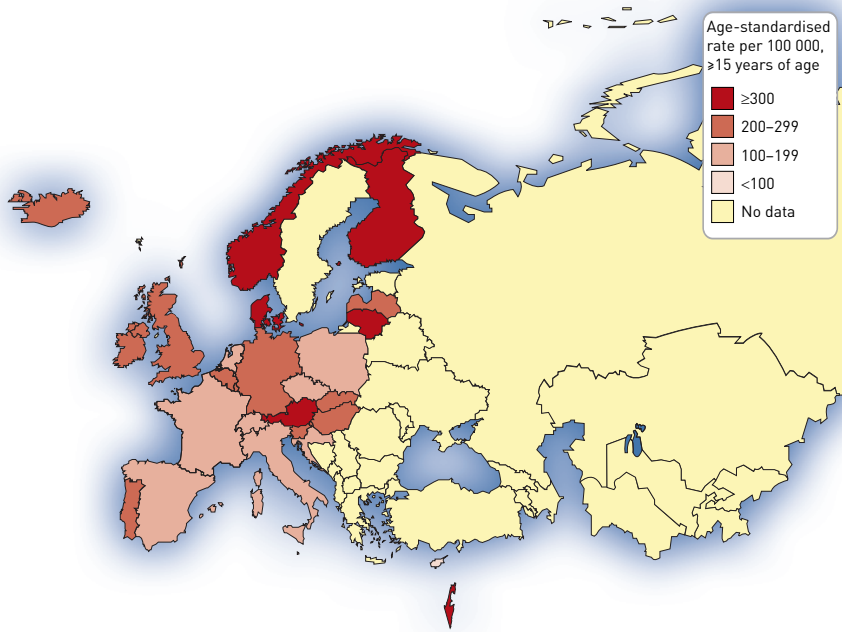 Age-standardised
rate per 100 000,
≥15 years of age
≥300
200–299
100–199
<100
No data